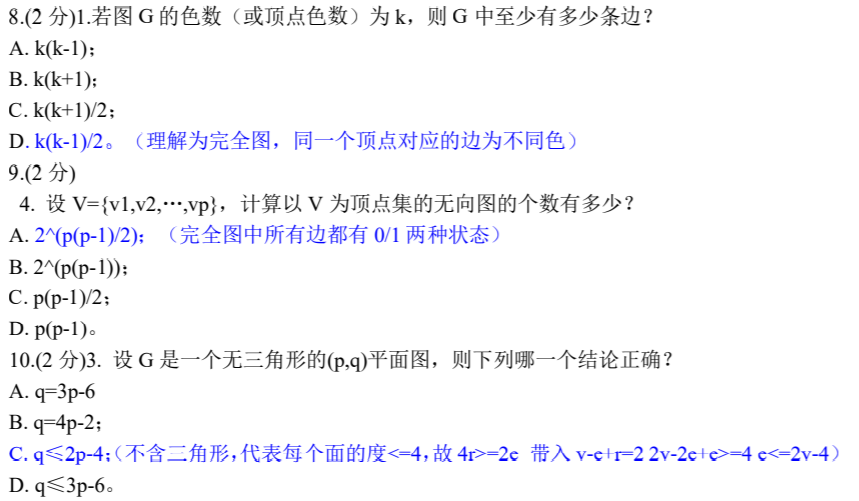 8.(2 分)1.若图 G 的色数（或顶点色数）为 k，则 G 中至少有多少条边？
A. k(k-1)；
B. k(k+1)；
C. k(k+1)/2；
D. k(k-1)/2。（理解为完全图，同一个顶点对应的边为不同色）
9.(2 分)
4. 设 V={v1,v2,…,vp}，计算以 V 为顶点集的无向图的个数有多少？
A. 2^(p(p-1)/2)；（完全图中所有边都有 0/1 两种状态）
B. 2^(p(p-1))；
C. p(p-1)/2；
D. p(p-1)。
10.(2 分)3. 设 G 是一个无三角形的(p,q)平面图，则下列哪一个结论正确？
A. q=3p-6
B. q=4p-2；
C. q≤2p-4；（不含三角形，代表每个面的度<=4，故 4r>=2e 带入 v-e+r=2 2v-2e+e>=4 e<=2v-4）
D. q≤3p-6。